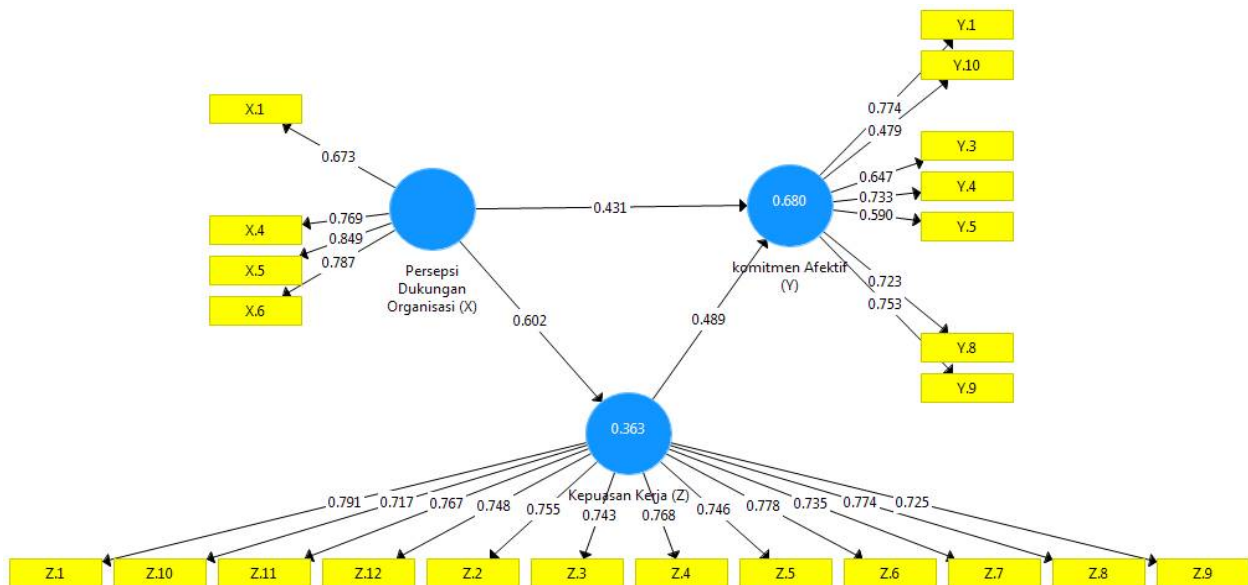 Y.1
Y.10
X.1
0.774
0.479
Y.3
0.673
0.647
Y.4
0.769
0.431
0.680
0.733
X.4
0.590
Y.5
0.849
X.5
0.787
Persepsi
Dukungan
Organisasi (X)
komitmen Afektif
(Y)
X.6
0.723
0.753
0.602
0.489
Y.8
Y.9
0.363
Kepuasan Kerja (Z)
0.791
0.717
0.767
0.748
0.755
0.743
0.768
0.746
0.778
0.735
0.774
0.725
Z.1
Z.10
Z.11
Z.12
Z.2
Z.3
Z.4
Z.5
Z.6
Z.7
Z.8
Z.9